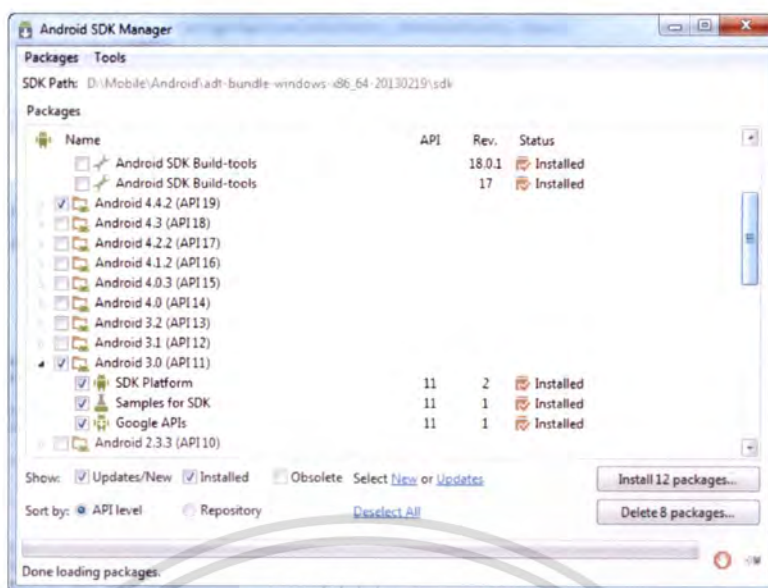 Android SDK Manager
Packages Tools
SDK Path: D:\Mobile\Android\adt-bundle-windows-x86_64-20130219\sdk
Packages
Name API Rev. Status
Android SDK Build-tools 18.0.1 Installed
Android SDK Build-tools 17 Installed
Android 4.4.2 (API 19)
Android 4.3 (API 18)
Android 4.2.2 (API 17)
Android 4.1.2 (API 16)
Android 4.0.3 (API 15)
Android 4.0 (API 14)
Android 3.2 (API 13)
Android 3.1 (API 12)
Android 3.0 (API 11)
SDK Platform 11 2 Installed
Samples for SDK 11 1 Installed
Google APIs 11 1 Installed
Android 2.3.3 (API 10)
Show: Updates/New Installed Obsolete Select New or Updates Install 12 packages...
Sort by: API level Repository Deselect All Delete 8 packages...
Done loading packages.